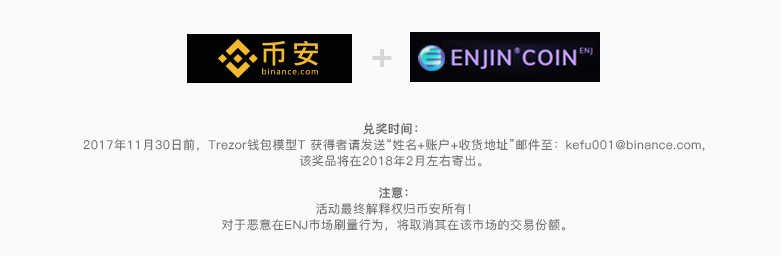 币安 + ENJIN®COIN ENJ
binance.com
兑奖时间：
2017年11月30日前，Trezor钱包模型T 获得者请发送“姓名+账户+收货地址”邮件至：kefu001@binance.com，
该奖品将在2018年2月左右寄出。
注意：
活动最终解释权归币安所有！
对于恶意在ENJ市场刷量行为，将取消其在该市场的交易份额。